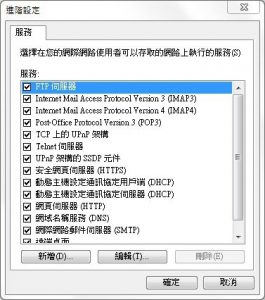 進階設定
服務
選擇在您的網際網路使用者可以存取的網路上執行的服務(S)
服務:
FTP 伺服器
Internet Mail Access Protocol Version 3 (IMAP3)
Internet Mail Access Protocol Version 4 (IMAP4)
Post-Office Protocol Version 3 (POP3)
TCP 上的 UPnP 架構
Telnet 伺服器
UPnP 架構的 SSDP 元件
安全網頁伺服器 (HTTPS)
動態主機設定通訊協定用戶端 (DHCP)
動態主機設定通訊協定伺服器 (DHCP)
網頁伺服器 (HTTP)
網域名稱服務 (DNS)
網際網路郵件伺服器 (SMTP)
遠端桌面
新增(D)... 編輯(T)... 刪除(E)
確定 取消